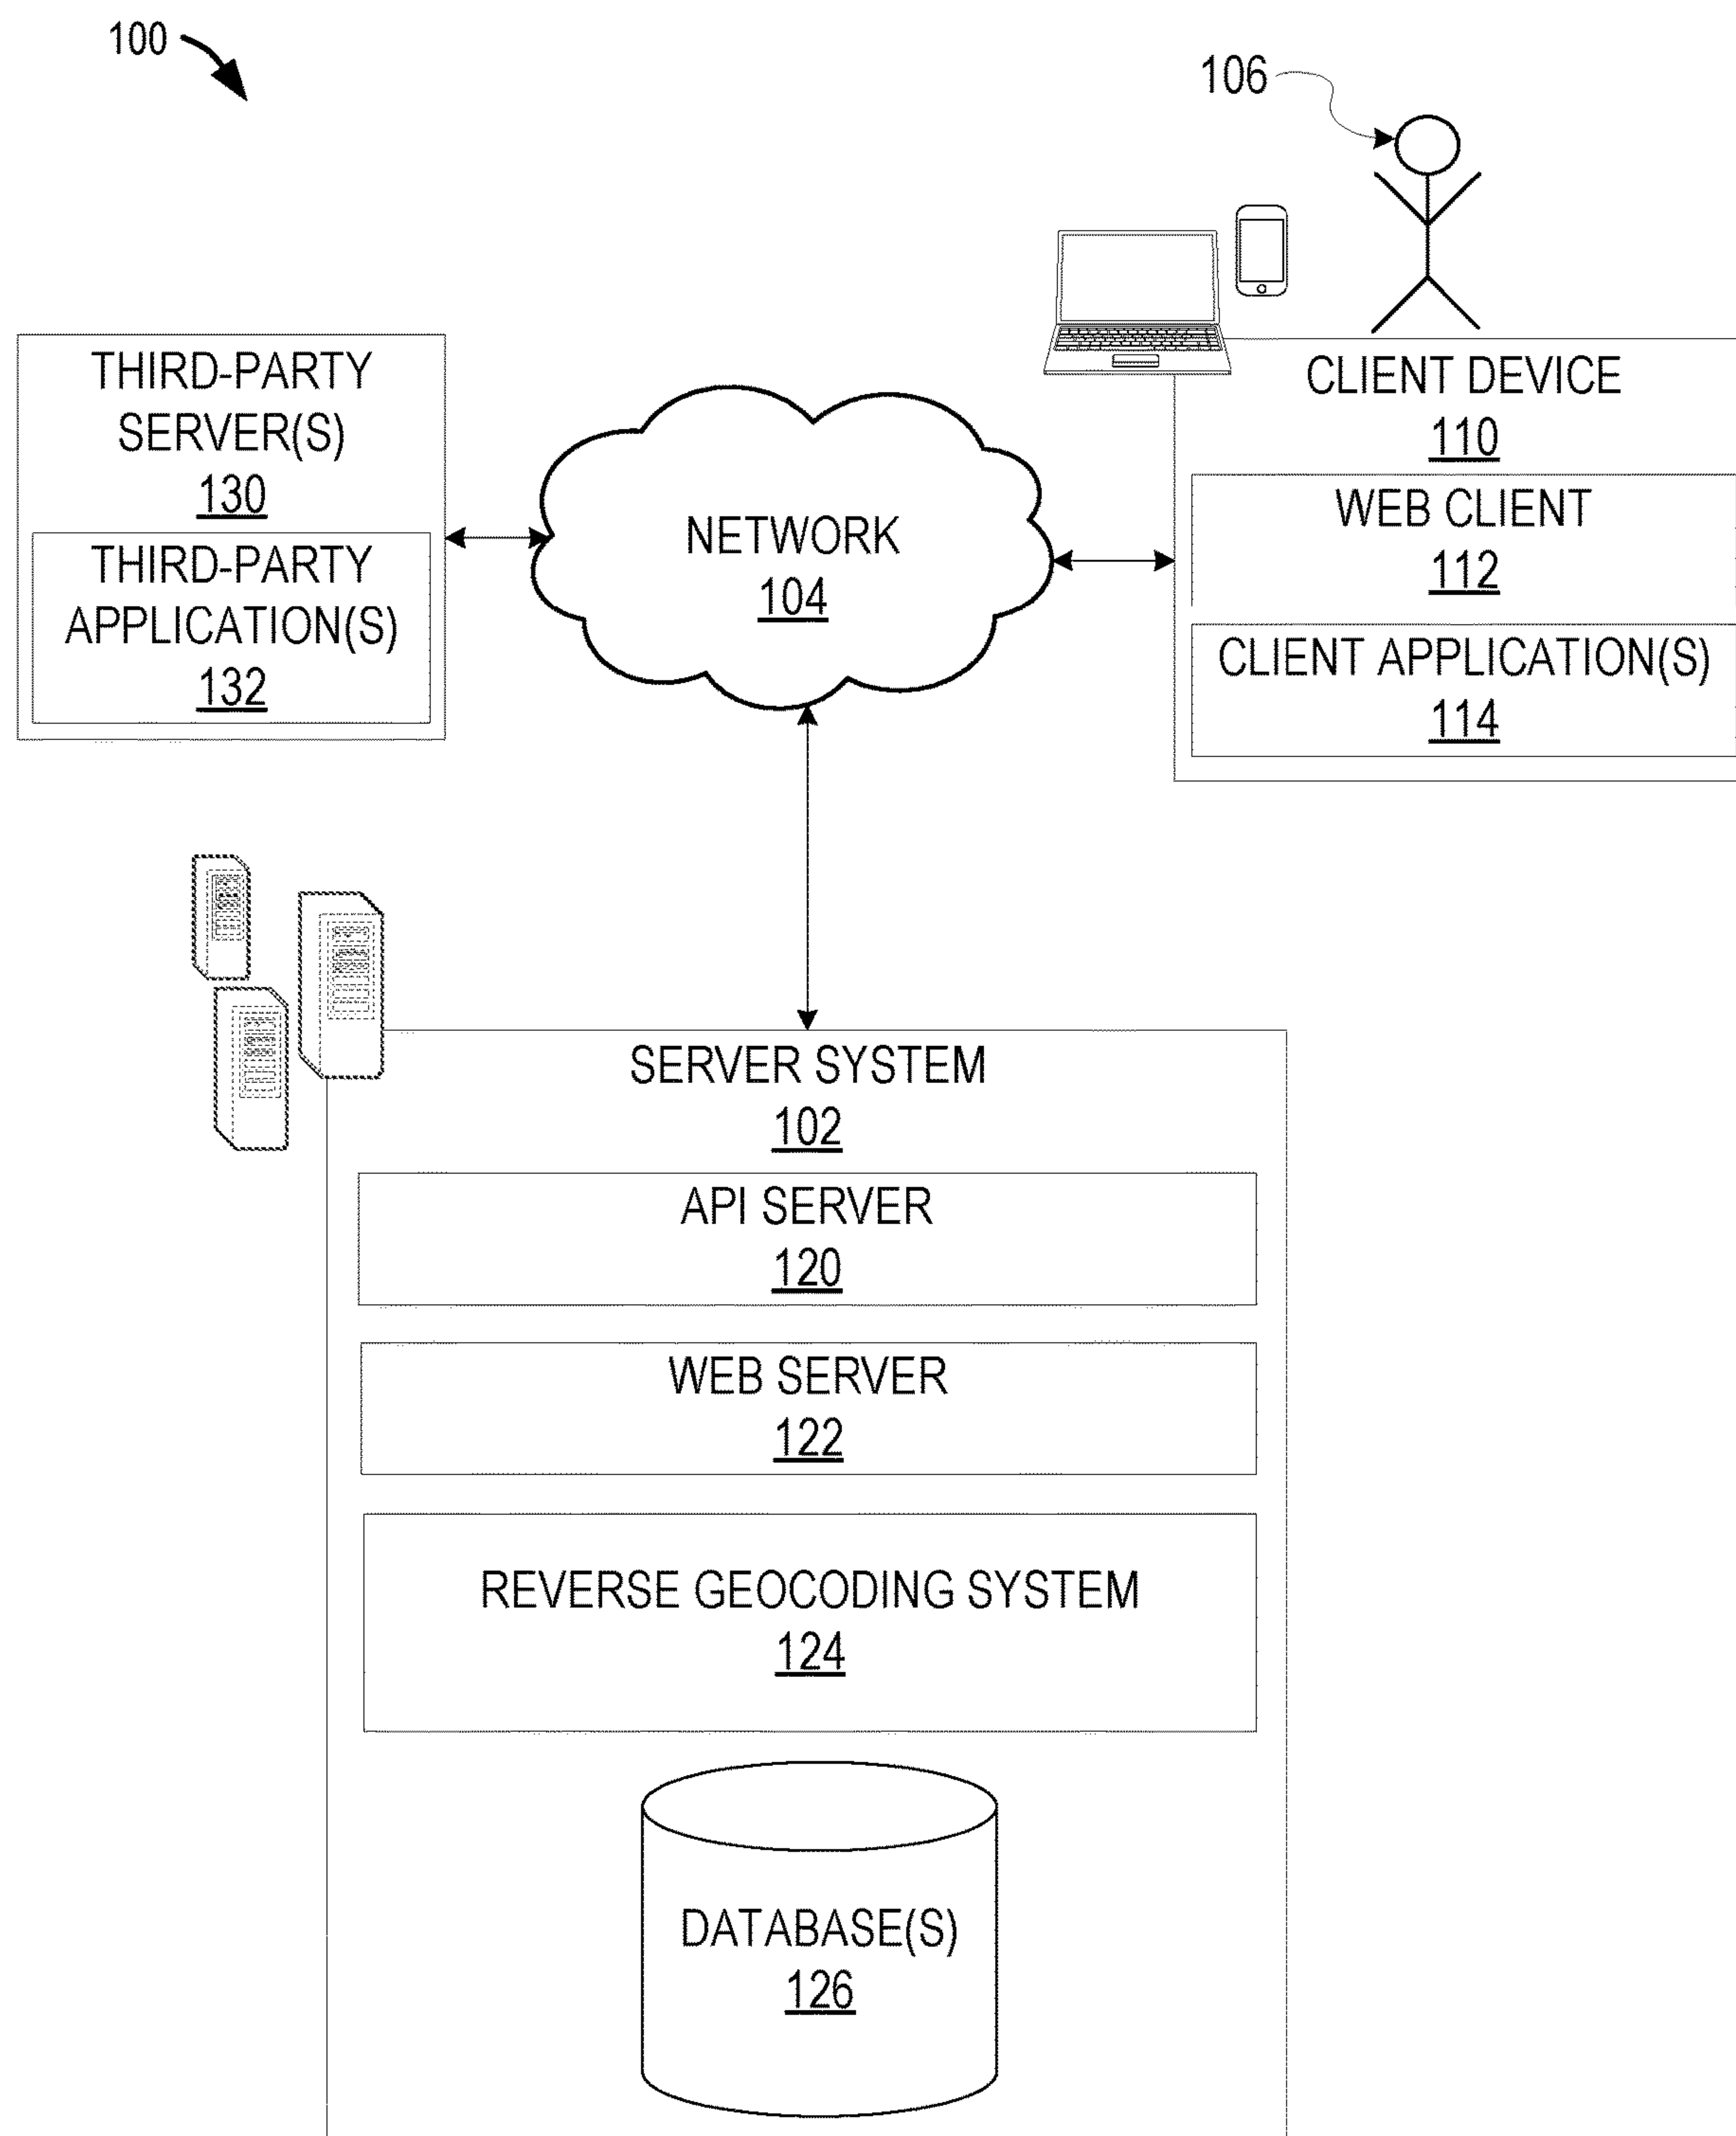 100
106
THIRD-PARTY
SERVER(S)
130
THIRD-PARTY
APPLICATION(S)
132
NETWORK
104
CLIENT DEVICE
110
WEB CLIENT
112
CLIENT APPLICATION(S)
114
SERVER SYSTEM
102
API SERVER
120
WEB SERVER
122
REVERSE GEOCODING SYSTEM
124
DATABASE(S)
126